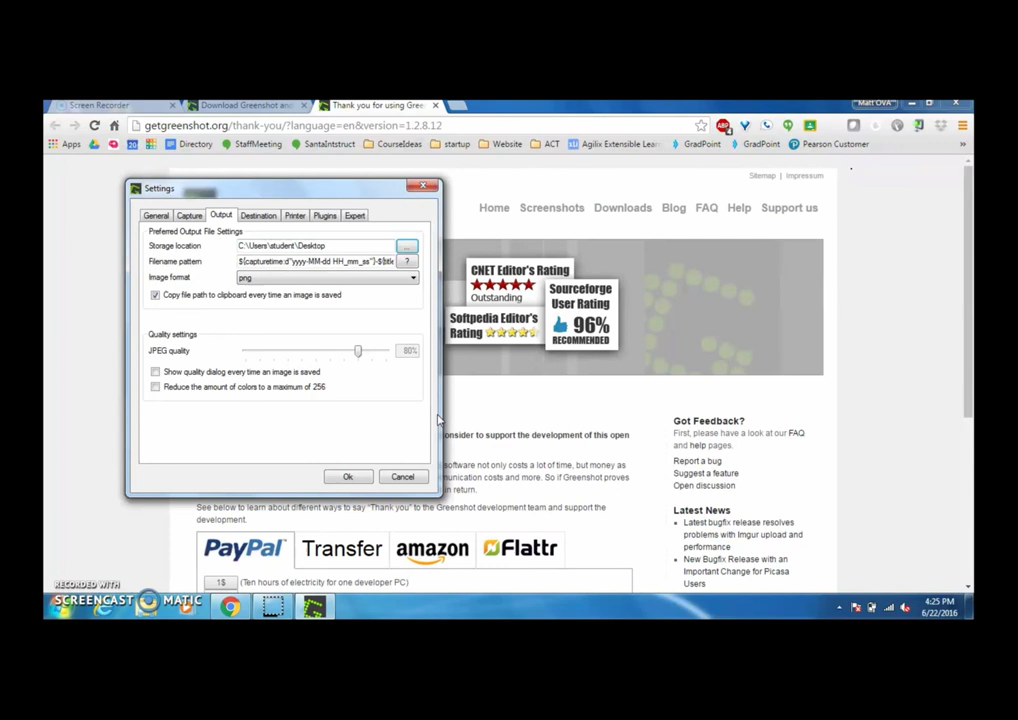 Screen Recorder
Download Greenshot and
Thank you for using Gree
Matt OVA
getgreenshot.org/thank-you/?language=en&version=1.2.8.12
ABP
Apps
Directory
StaffMeeting
SantaIntstruct
CourseIdeas
startup
Website
ACT
Agilix Extensible Lear
GradPoint
GradPoint
Pearson Customer
»
Sitemap | Impressum
Home Screenshots Downloads Blog FAQ Help Support us
Settings
General Capture Output Destination Printer Plugins Expert
Preferred Output File Settings
Storage location C:\Users\student\Desktop ...
Filename pattern ${capturetime:d"yyyy-MM-dd HH_mm_ss"}-${title ?
Image format png
Copy file path to clipboard every time an image is saved
Quality settings
JPEG quality 80%
Show quality dialog every time an image is saved
Reduce the amount of colors to a maximum of 256
Ok Cancel
CNET Editor's Rating
Outstanding
Softpedia Editor's
Rating
Sourceforge
User Rating
96%
RECOMMENDED
onsider to support the development of this open
software not only costs a lot of time, but money as
munication costs and more. So if Greenshot proves
in return.
See below to learn about different ways to say "Thank you" to the Greenshot development team and support the
development.
PayPal Transfer amazon Flattr
1$ (Ten hours of electricity for one developer PC)
Got Feedback?
First, please have a look at our FAQ
and help pages.
Report a bug
Suggest a feature
Open discussion
Latest News
Latest bugfix release resolves
problems with Imgur upload and
performance
New Bugfix Release with an
Important Change for Picasa
Users
RECORDED WITH
SCREENCAST MATIC
4:25 PM
6/22/2016